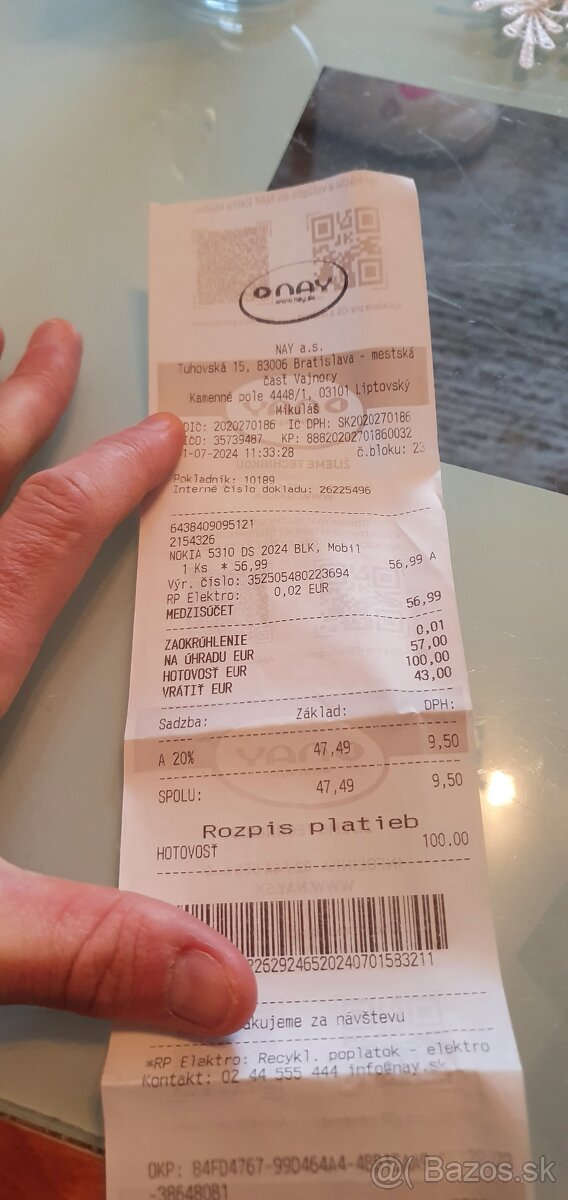 NAY
www.nay.sk
NAY a.s.
Tuhovská 15, 83006 Bratislava - mestská
časť Vajnory
Kamenné pole 4448/1, 03101 Liptovský
Mikuláš
DIČ: 2020270186 IČ DPH: SK2020270186
IČO: 35739487 KP: 88820202701860032
1-07-2024 11:33:28 č.bloku: 23
Pokladník: 10189
Interné číslo dokladu: 26225496
6438409095121
2154326
NOKIA 5310 DS 2024 BLK, Mobil
1 Ks * 56,99 56,99 A
Výr. číslo: 352505480223694
RP Elektro: 0,02 EUR
MEDZISÚČET 56,99
ZAOKRÚHLENIE 0,01
NA ÚHRADU EUR 57,00
HOTOVOSŤ EUR 100,00
VRÁTIŤ EUR 43,00
Sadzba: Základ: DPH:
A 20% 47,49 9,50
SPOLU: 47,49 9,50
Rozpis platieb
HOTOVOSŤ 100.00
2262924652024070158321​1
akujeme za návštevu
*RP Elektro: Recykl. poplatok - elektro
Kontakt: 02 44 555 444 info@nay.sk
OKP: 84FD4767-99D464A4-
-38648081
Bazos.sk